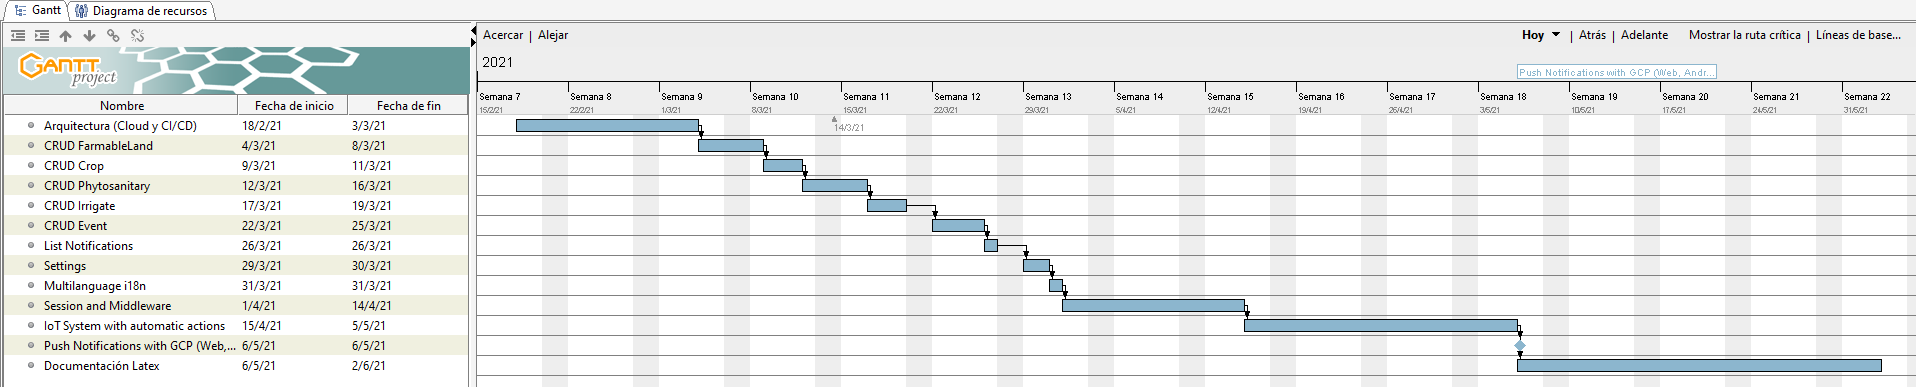 Gantt Diagrama de recursos
Acercar | Alejar Hoy | Atrás | Adelante Mostrar la ruta crítica | Líneas de base...
GANTT project
2021
Push Notifications with GCP (Web, Andr...
Nombre Fecha de inicio Fecha de fin
Semana 7 Semana 8 Semana 9 Semana 10 Semana 11 Semana 12 Semana 13 Semana 14 Semana 15 Semana 16 Semana 17 Semana 18 Semana 19 Semana 20 Semana 21 Semana 22
15/2/21 22/2/21 1/3/21 8/3/21 15/3/21 22/3/21 29/3/21 5/4/21 12/4/21 19/4/21 26/4/21 3/5/21 10/5/21 17/5/21 24/5/21 31/5/21
Arquitectura (Cloud y CI/CD) 18/2/21 3/3/21
14/3/21
CRUD FarmableLand 4/3/21 8/3/21
CRUD Crop 9/3/21 11/3/21
CRUD Phytosanitary 12/3/21 16/3/21
CRUD Irrigate 17/3/21 19/3/21
CRUD Event 22/3/21 25/3/21
List Notifications 26/3/21 26/3/21
Settings 29/3/21 30/3/21
Multilanguage i18n 31/3/21 31/3/21
Session and Middleware 1/4/21 14/4/21
IoT System with automatic actions 15/4/21 5/5/21
Push Notifications with GCP (Web,... 6/5/21 6/5/21
Documentación Latex 6/5/21 2/6/21